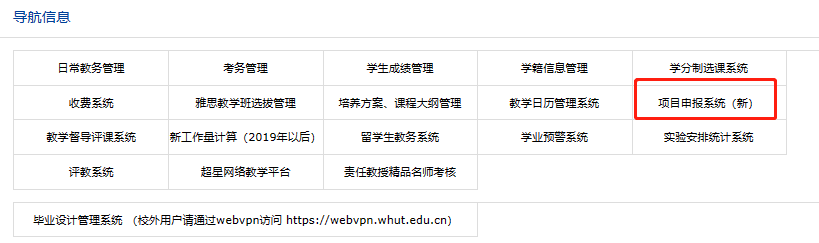 导航信息
日常教务管理 考务管理 学生成绩管理 学籍信息管理 学分制选课系统
收费系统 雅思教学班选拔管理 培养方案、课程大纲管理 教学日历管理系统 项目申报系统（新）
教学督导评课系统 新工作量计算（2019年以后） 留学生教务系统 学业预警系统 实验安排统计系统
评教系统 超星网络教学平台 责任教授精品名师考核
毕业设计管理系统 （校外用户请通过webvpn访问 https://webvpn.whut.edu.cn）